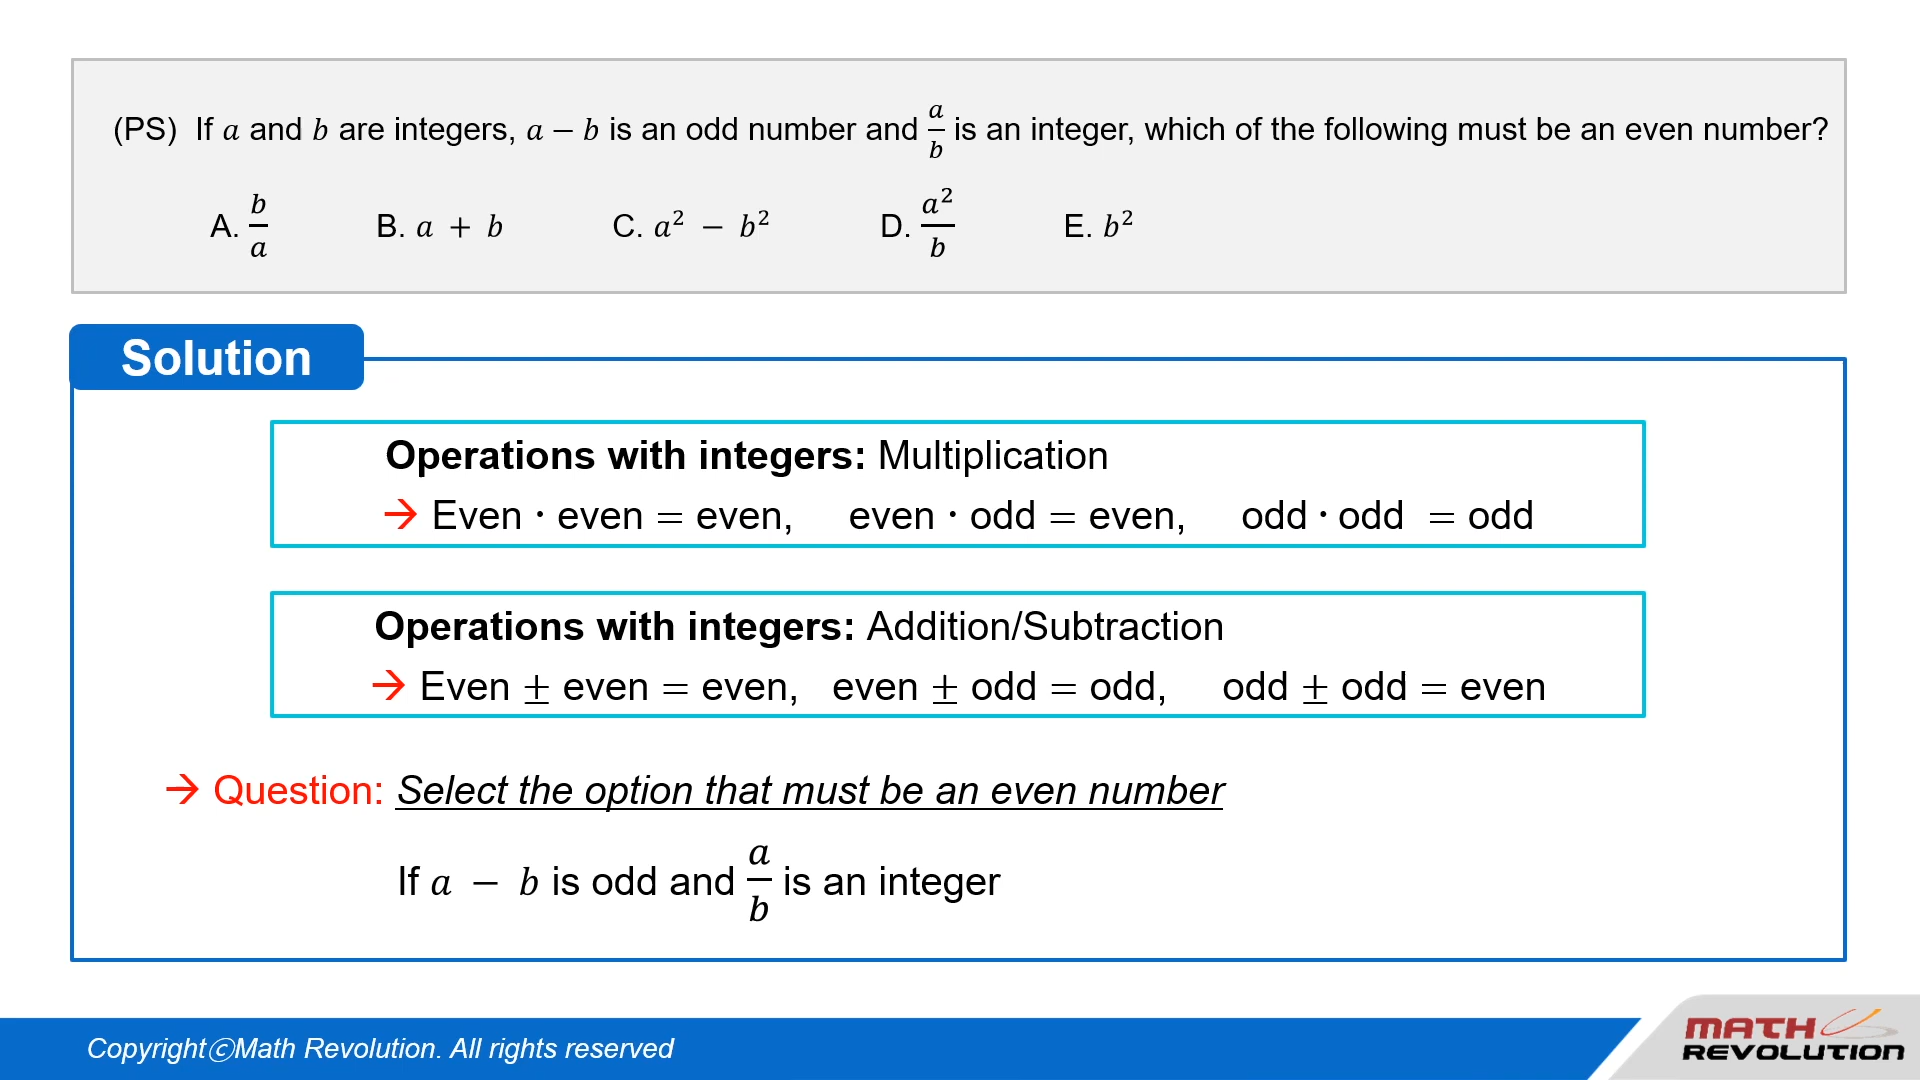 (PS) If a and b are integers, a − b is an odd number and a/b is an integer, which of the following must be an even number?
A. b/a B. a + b C. a² − b² D. a²/b E. b²
Solution
Operations with integers: Multiplication
→ Even · even = even, even · odd = even, odd · odd = odd
Operations with integers: Addition/Subtraction
→ Even ± even = even, even ± odd = odd, odd ± odd = even
→ Question: Select the option that must be an even number
If a − b is odd and a/b is an integer
CopyrightⓒMath Revolution. All rights reserved
MATH
REVOLUTION